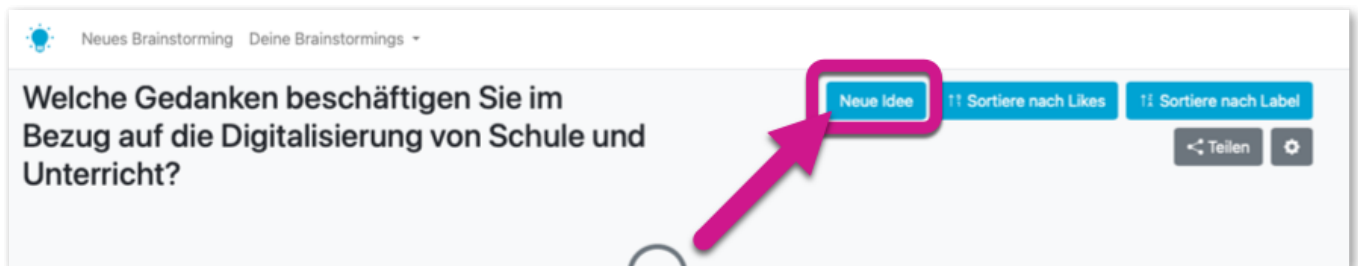 Neues Brainstorming Deine Brainstormings
Welche Gedanken beschäftigen Sie im
Bezug auf die Digitalisierung von Schule und
Unterricht?
Neue Idee Sortiere nach Likes Sortiere nach Label
Teilen